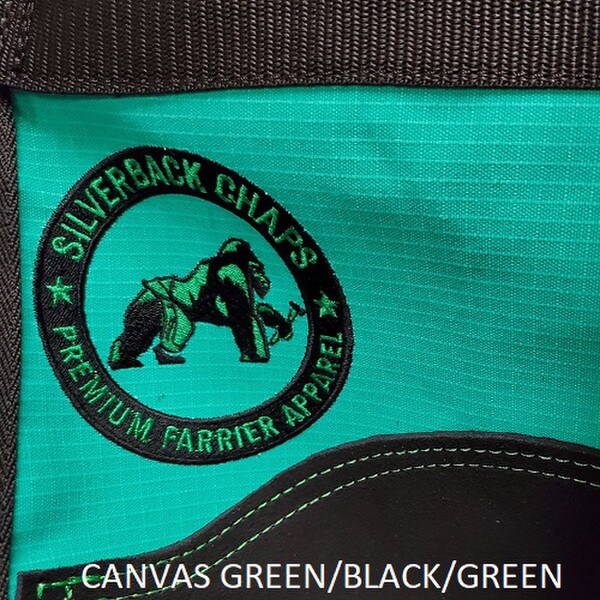 SILVERBACK CHAPS
PREMIUM FARRIER APPAREL
CANVAS GREEN/BLACK/GREEN